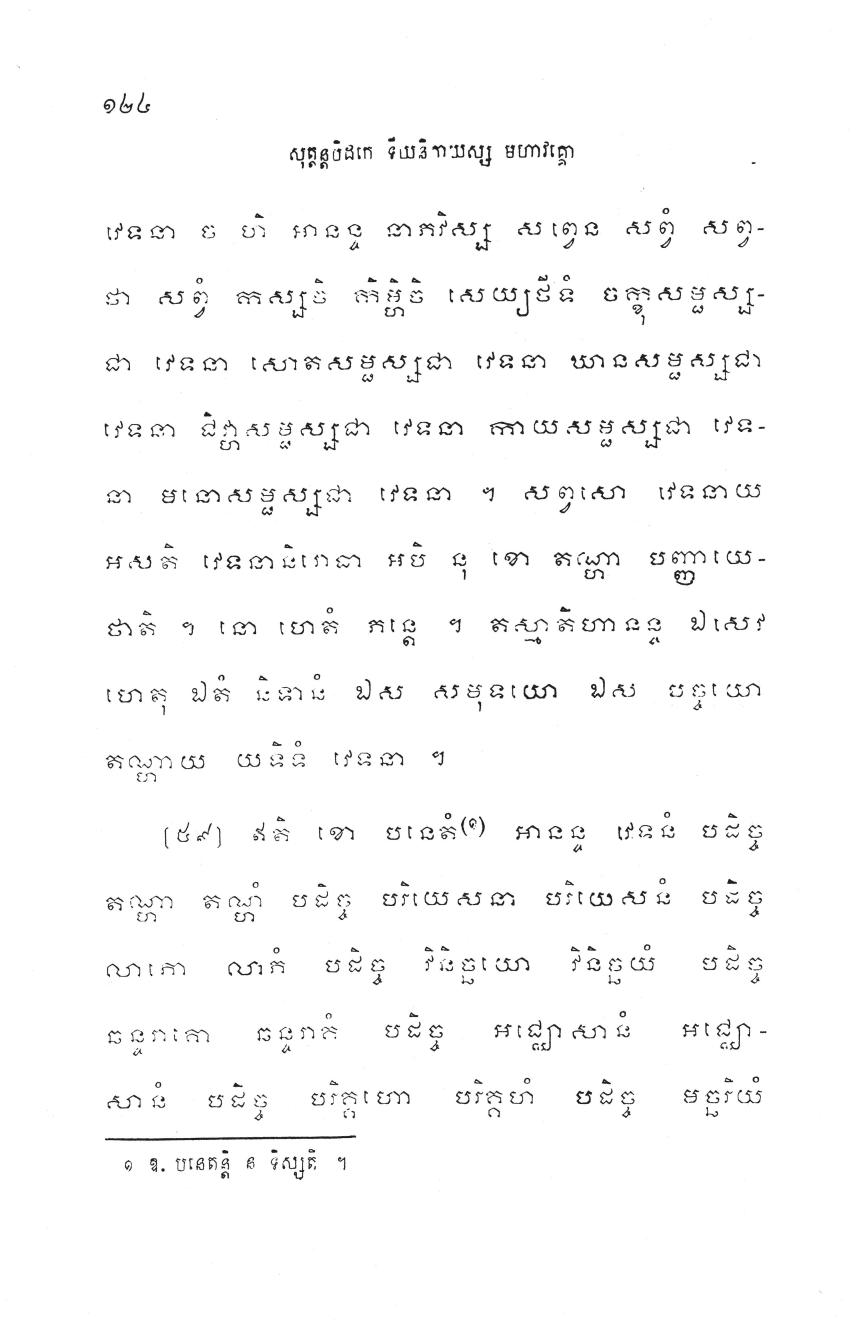 ១២៤
សុត្តន្តបិដកេ ទីឃនិកាយស្ស មហាវគ្គោ
វេទនា ច ហិ អានន្ទ នាភវិស្ស សព្វេន សព្វំ សព្វ-
ថា សព្វំ កស្សចិ កិម្ហិចិ សេយ្យថីទំ ចក្ខុសម្ផស្ស-
ជា វេទនា សោតសម្ផស្សជា វេទនា ឃានសម្ផស្សជា
វេទនា ជិវ្ហាសម្ផស្សជា វេទនា កាយសម្ផស្សជា វេទ-
នា មនោសម្ផស្សជា វេទនា ។ សព្វសោ វេទនាយ
អសតិ វេទនានិរោធា អបិ នុ ខោ តណ្ហា បញ្ញាយេ-
ថាតិ ។ នោ ហេតំ ភន្តេ ។ តស្មាតិហានន្ទ ឯសេវ
ហេតុ ឯតំ និទានំ ឯស សមុទយោ ឯស បច្ចយោ
តណ្ហាយ យទិទំ វេទនា ។
(៥៩) ឥតិ ខោ បនេតំ(១) អានន្ទ វេទនំ បដិច្ច
តណ្ហា តណ្ហំ បដិច្ច បរិយេសនា បរិយេសនំ បដិច្ច
លាភោ លាភំ បដិច្ច វិនិច្ឆយោ វិនិច្ឆយំ បដិច្ច
ឆន្ទរាគោ ឆន្ទរាគំ បដិច្ច អជ្ឈោសានំ អជ្ឈោ-
សានំ បដិច្ច បរិគ្គហោ បរិគ្គហំ បដិច្ច មច្ឆរិយំ
១ ឱ. បនេតន្តិ ន ទិស្សតិ ។